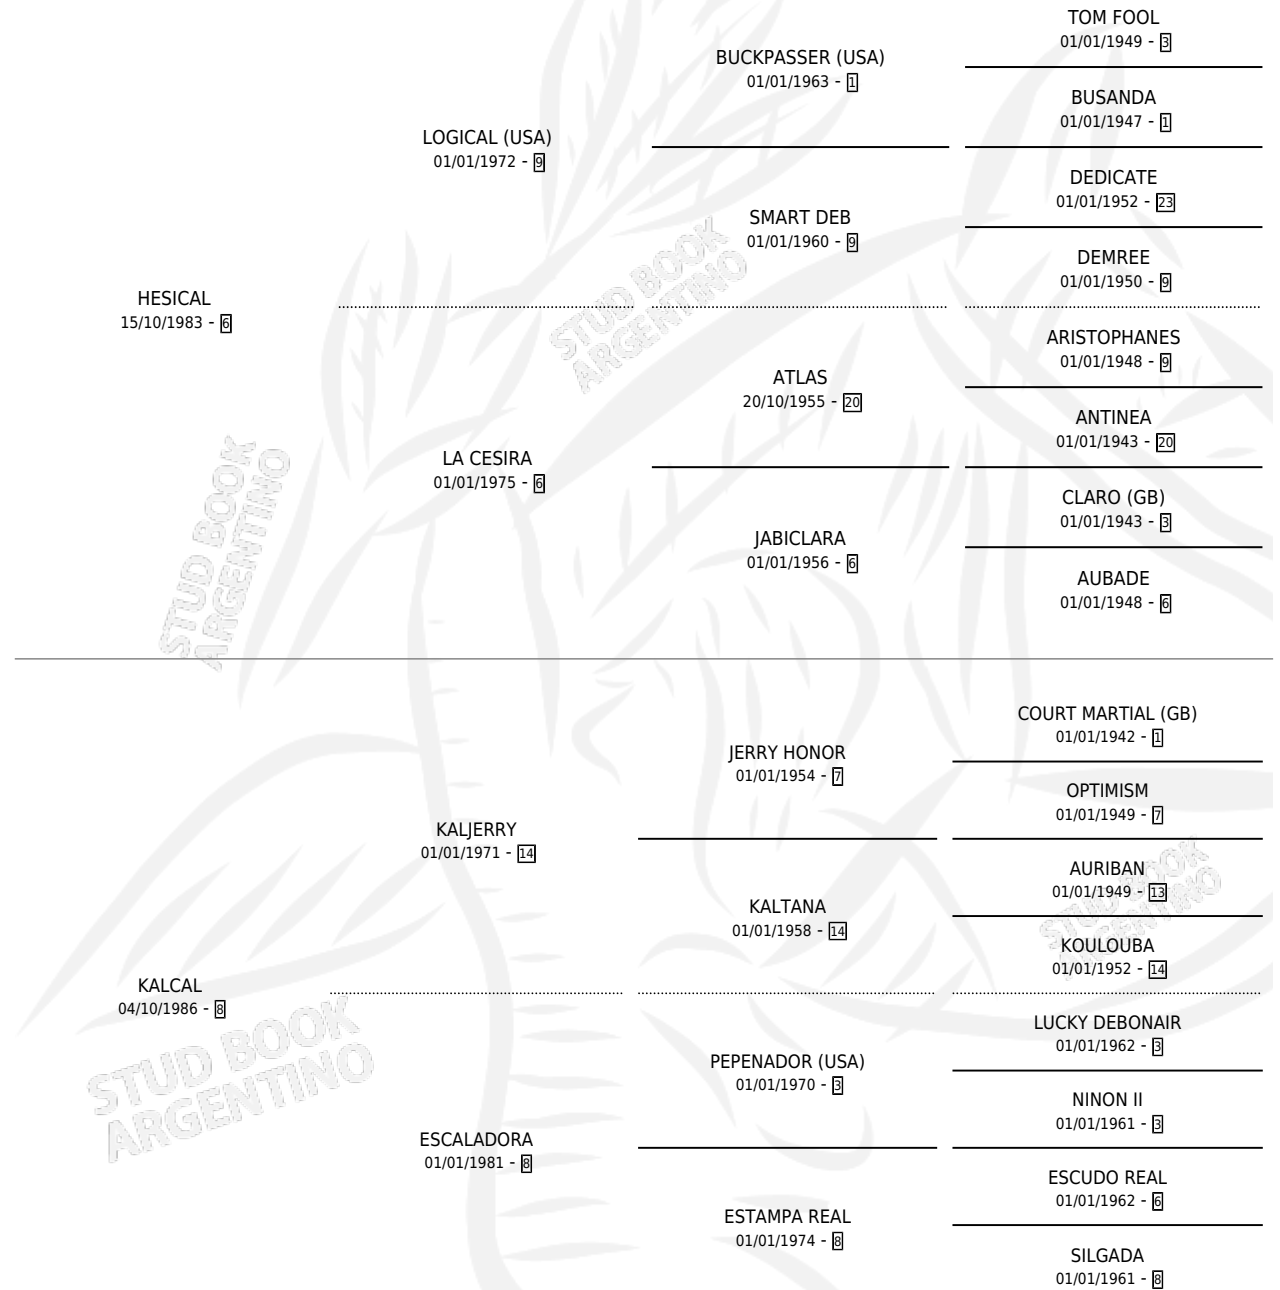 TOM FOOL
01/01/1949 - 3
BUCKPASSER (USA)
01/01/1963 - 1
BUSANDA
01/01/1947 - 1
LOGICAL (USA)
01/01/1972 - 9
DEDICATE
01/01/1952 - 23
SMART DEB
01/01/1960 - 9
DEMREE
01/01/1950 - 9
HESICAL
15/10/1983 - 6
ARISTOPHANES
01/01/1948 - 9
ATLAS
20/10/1955 - 20
ANTINEA
01/01/1943 - 20
LA CESIRA
01/01/1975 - 6
CLARO (GB)
01/01/1943 - 3
JABICLARA
01/01/1956 - 6
AUBADE
01/01/1948 - 6
COURT MARTIAL (GB)
01/01/1942 - 1
JERRY HONOR
01/01/1954 - 7
OPTIMISM
01/01/1949 - 7
KALJERRY
01/01/1971 - 14
AURIBAN
01/01/1949 - 13
KALTANA
01/01/1958 - 14
KOULOUBA
01/01/1952 - 14
KALCAL
04/10/1986 - 8
LUCKY DEBONAIR
01/01/1962 - 3
PEPENADOR (USA)
01/01/1970 - 3
NINON II
01/01/1961 - 3
ESCALADORA
01/01/1981 - 8
ESCUDO REAL
01/01/1962 - 6
ESTAMPA REAL
01/01/1974 - 8
SILGADA
01/01/1961 - 8
STUD BOOK
ARGENTINO
STUD BOOK
ARGENTINO
STUD BOOK
ARGENTINO
STUD BOOK
ARGENTINO